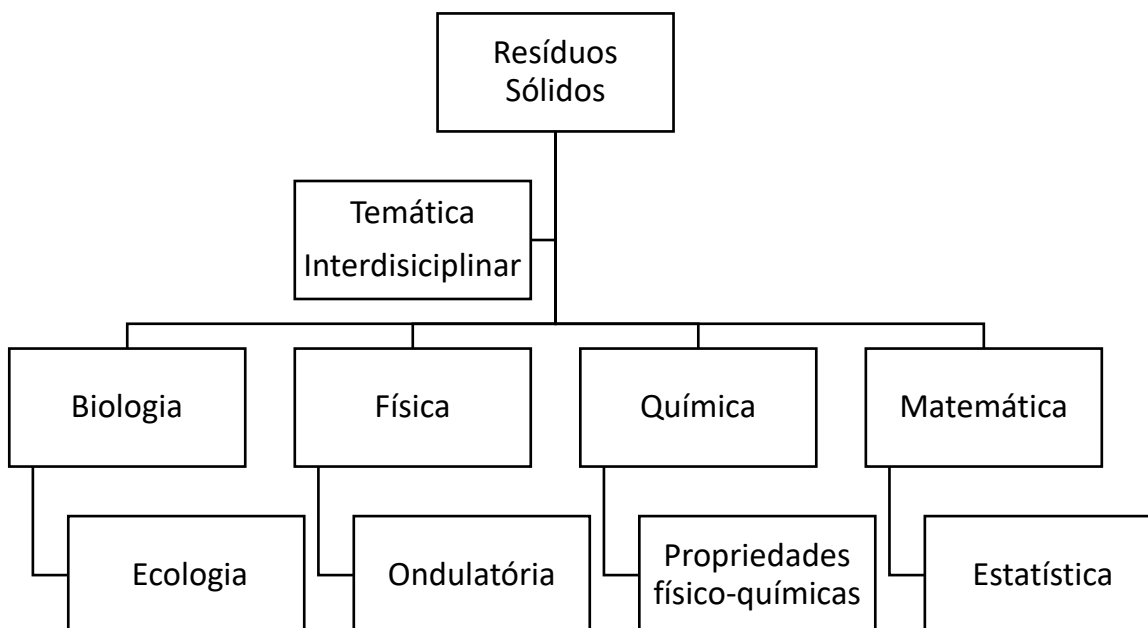 Resíduos
Sólidos
Temática
Interdisiciplinar
Biologia
Física
Química
Matemática
Ecologia
Ondulatória
Propriedades
físico-químicas
Estatística